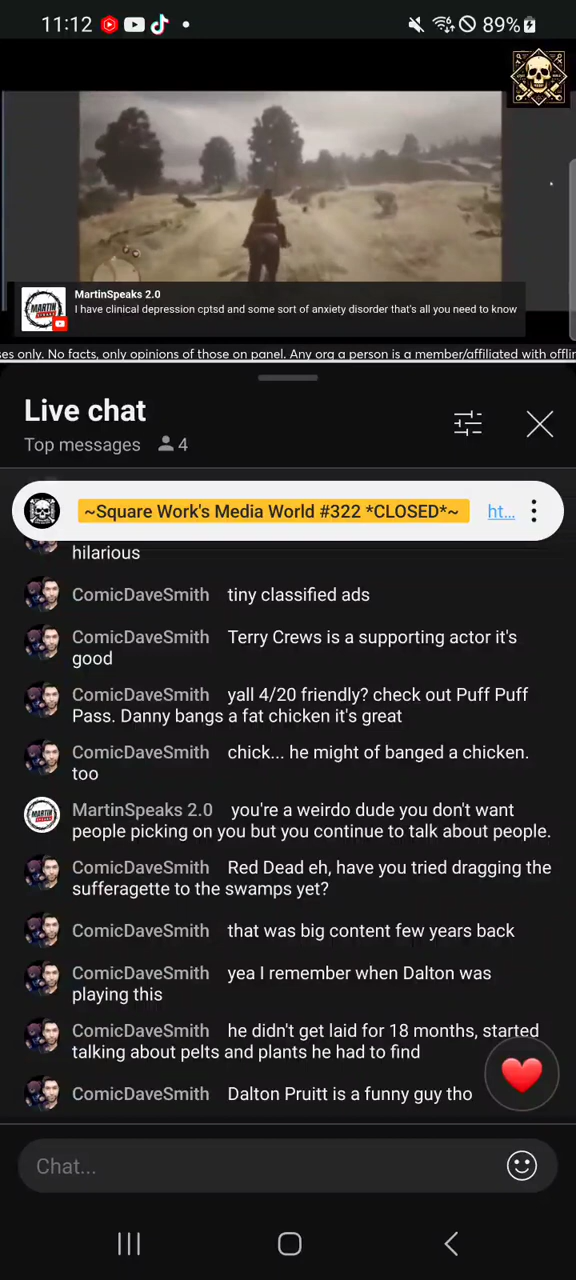 11:12
89%
MARTIN
SPEAKS
MartinSpeaks 2.0
I have clinical depression cptsd and some sort of anxiety disorder that's all you need to know
ses only. No facts, only opinions of those on panel. Any org a person is a member/affiliated with offlin
Live chat
Top messages 4
~Square Work's Media World #322 *CLOSED*~ ht...
hilarious
ComicDaveSmith tiny classified ads
ComicDaveSmith Terry Crews is a supporting actor it's
good
ComicDaveSmith yall 4/20 friendly? check out Puff Puff
Pass. Danny bangs a fat chicken it's great
ComicDaveSmith chick... he might of banged a chicken.
too
MARTIN
MartinSpeaks 2.0 you're a weirdo dude you don't want
people picking on you but you continue to talk about people.
ComicDaveSmith Red Dead eh, have you tried dragging the
sufferagette to the swamps yet?
ComicDaveSmith that was big content few years back
ComicDaveSmith yea I remember when Dalton was
playing this
ComicDaveSmith he didn't get laid for 18 months, started
talking about pelts and plants he had to find
ComicDaveSmith Dalton Pruitt is a funny guy tho
Chat...